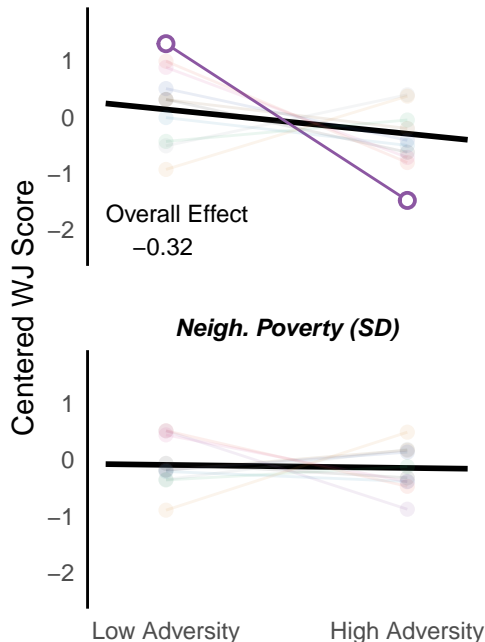 Centered WJ Score
1
0
−1
−2
Overall Effect
−0.32
Neigh. Poverty (SD)
1
0
−1
−2
Low Adversity
High Adversity